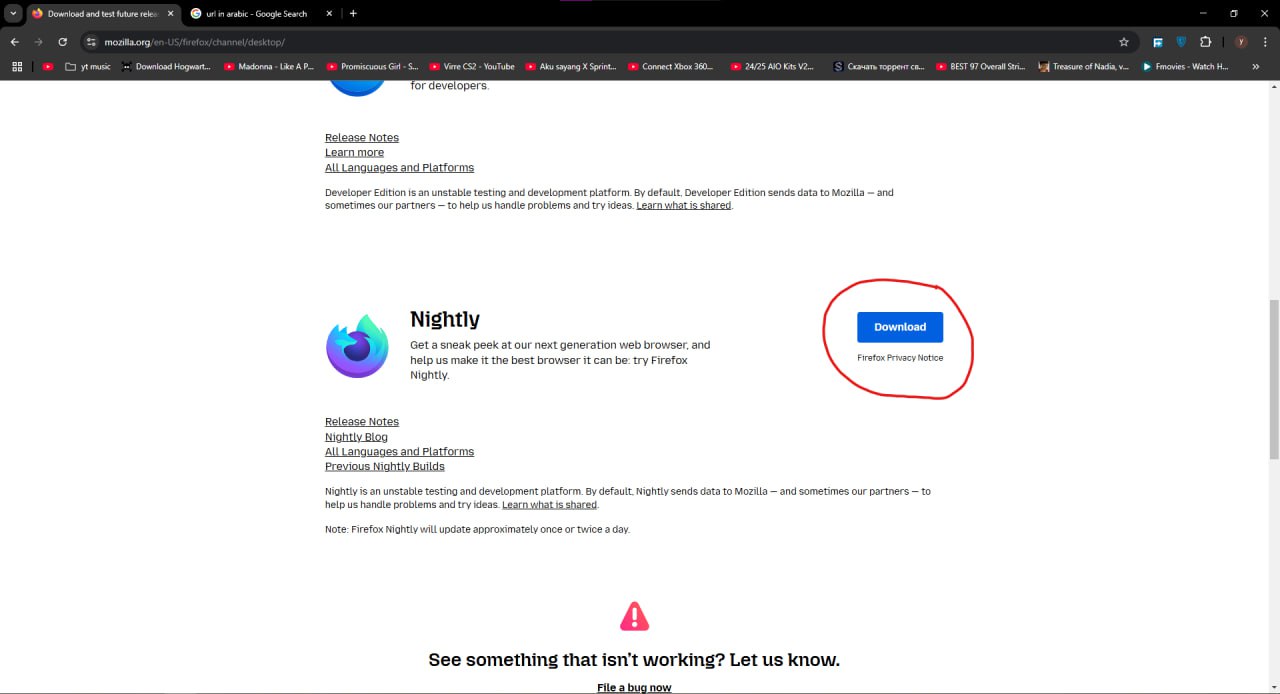 Download and test future relea
url in arabic - Google Search
mozilla.org/en-US/firefox/channel/desktop/
y
yt music
Download Hogwart...
Madonna - Like A P...
Promiscuous Girl - S...
Virre CS2 - YouTube
Aku sayang X Sprint...
Connect Xbox 360...
24/25 AIO Kits V2...
Скачать торрент св...
BEST 97 Overall Stri...
Treasure of Nadia, v...
Fmovies - Watch H...
for developers.
Release Notes
Learn more
All Languages and Platforms
Developer Edition is an unstable testing and development platform. By default, Developer Edition sends data to Mozilla — and
sometimes our partners — to help us handle problems and try ideas. Learn what is shared.
Nightly
Get a sneak peek at our next generation web browser, and
help us make it the best browser it can be: try Firefox
Nightly.
Download
Firefox Privacy Notice
Release Notes
Nightly Blog
All Languages and Platforms
Previous Nightly Builds
Nightly is an unstable testing and development platform. By default, Nightly sends data to Mozilla — and sometimes our partners — to
help us handle problems and try ideas. Learn what is shared.
Note: Firefox Nightly will update approximately once or twice a day.
See something that isn't working? Let us know.
File a bug now